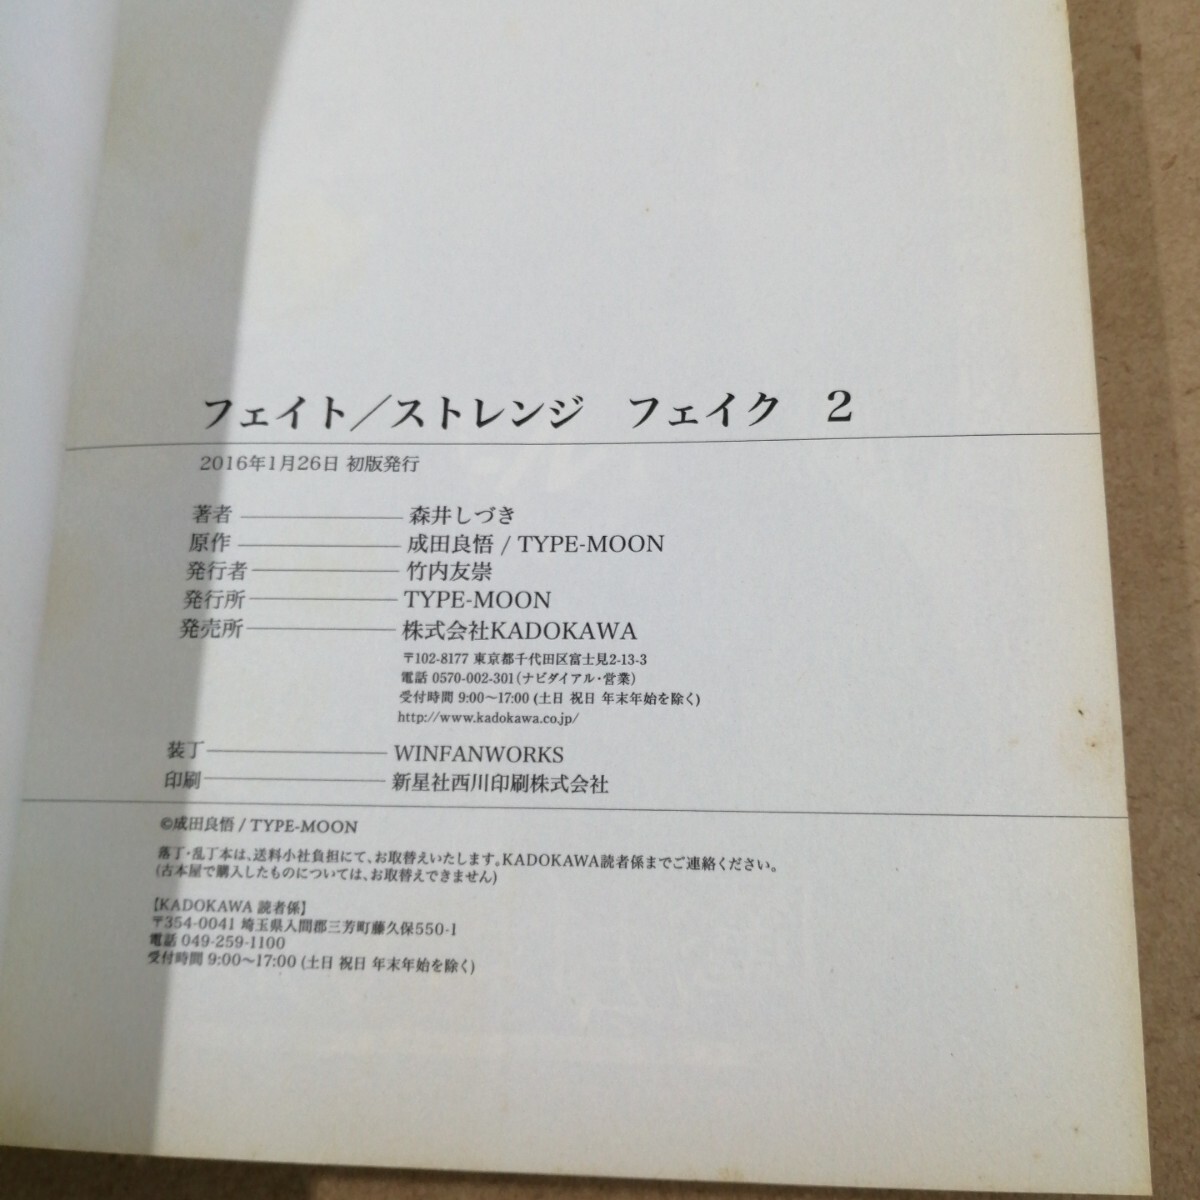 フェイト／ストレンジ　フェイク　2
2016年1月26日 初版発行
著者 森井しづき
原作 成田良悟 / TYPE-MOON
発行者 竹内友崇
発行所 TYPE-MOON
発売所 株式会社KADOKAWA
〒102-8177 東京都千代田区富士見2-13-3
電話 0570-002-301（ナビダイアル・営業）
受付時間 9:00〜17:00 (土日 祝日 年末年始を除く)
http://www.kadokawa.co.jp/
装丁 WINFANWORKS
印刷 新星社西川印刷株式会社
©成田良悟 / TYPE-MOON
落丁・乱丁本は、送料小社負担にて、お取替えいたします。KADOKAWA読者係までご連絡ください。
(古本屋で購入したものについては、お取替えできません)
【KADOKAWA 読者係】
〒354-0041 埼玉県入間郡三芳町藤久保550-1
電話 049-259-1100
受付時間 9:00〜17:00 (土日 祝日 年末年始を除く)